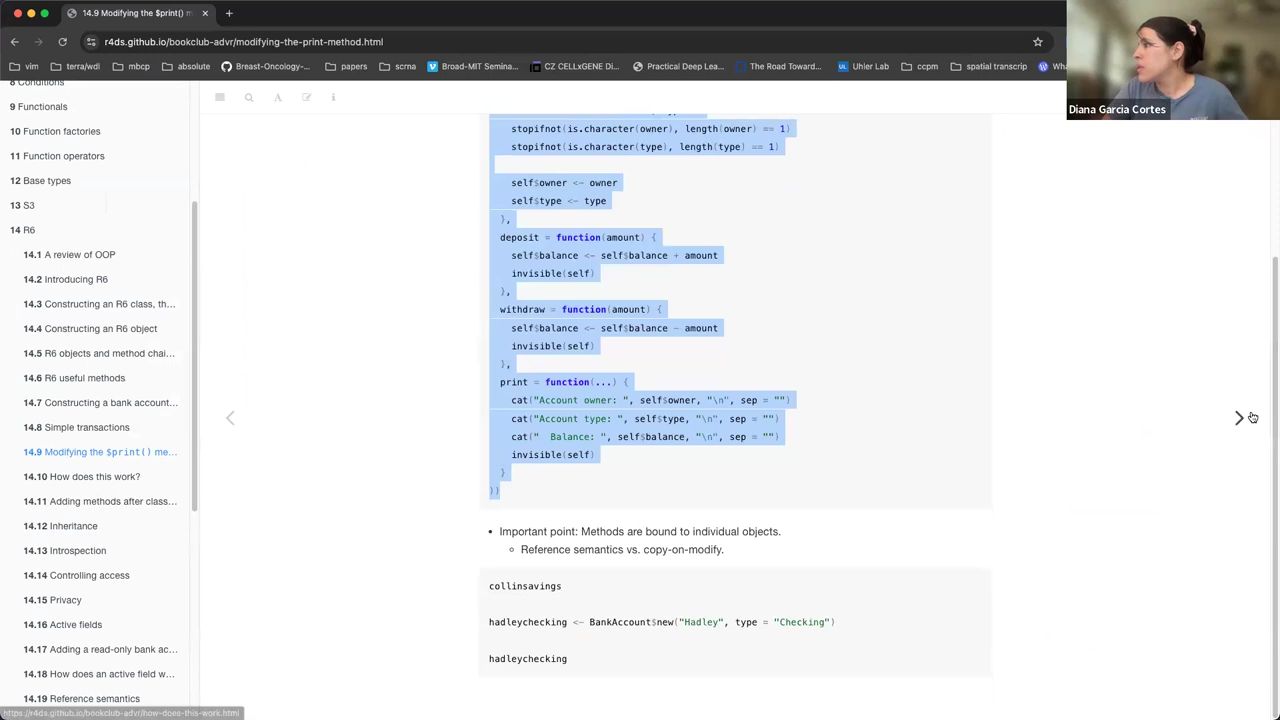 14.9 Modifying the $print() m
r4ds.github.io/bookclub-advr/modifying-the-print-method.html
vim
terra/wdl
mbcp
absolute
Breast-Oncology-...
papers
scrna
Broad-MIT Semina...
CZ CELLxGENE Di...
Practical Deep Lea...
The Road Toward...
Uhler Lab
ccpm
spatial transcrip
Wha
Diana Garcia Cortes
8 Conditions
9 Functionals
10 Function factories
11 Function operators
12 Base types
13 S3
14 R6
14.1 A review of OOP
14.2 Introducing R6
14.3 Constructing an R6 class, th...
14.4 Constructing an R6 object
14.5 R6 objects and method chai...
14.6 R6 useful methods
14.7 Constructing a bank account...
14.8 Simple transactions
14.9 Modifying the $print() me...
14.10 How does this work?
14.11 Adding methods after class...
14.12 Inheritance
14.13 Introspection
14.14 Controlling access
14.15 Privacy
14.16 Active fields
14.17 Adding a read-only bank ac...
14.18 How does an active field w...
14.19 Reference semantics
https://r4ds.github.io/bookclub-advr/how-does-this-work.html
stopifnot(is.character(owner), length(owner) == 1)
stopifnot(is.character(type), length(type) == 1)
self$owner <- owner
self$type <- type
},
deposit = function(amount) {
self$balance <- self$balance + amount
invisible(self)
},
withdraw = function(amount) {
self$balance <- self$balance - amount
invisible(self)
},
print = function(...) {
cat("Account owner: ", self$owner, "\n", sep = "")
cat("Account type: ", self$type, "\n", sep = "")
cat("  Balance: ", self$balance, "\n", sep = "")
invisible(self)
}
))
• Important point: Methods are bound to individual objects.
◦ Reference semantics vs. copy-on-modify.
collinsavings
hadleychecking <- BankAccount$new("Hadley", type = "Checking")
hadleychecking